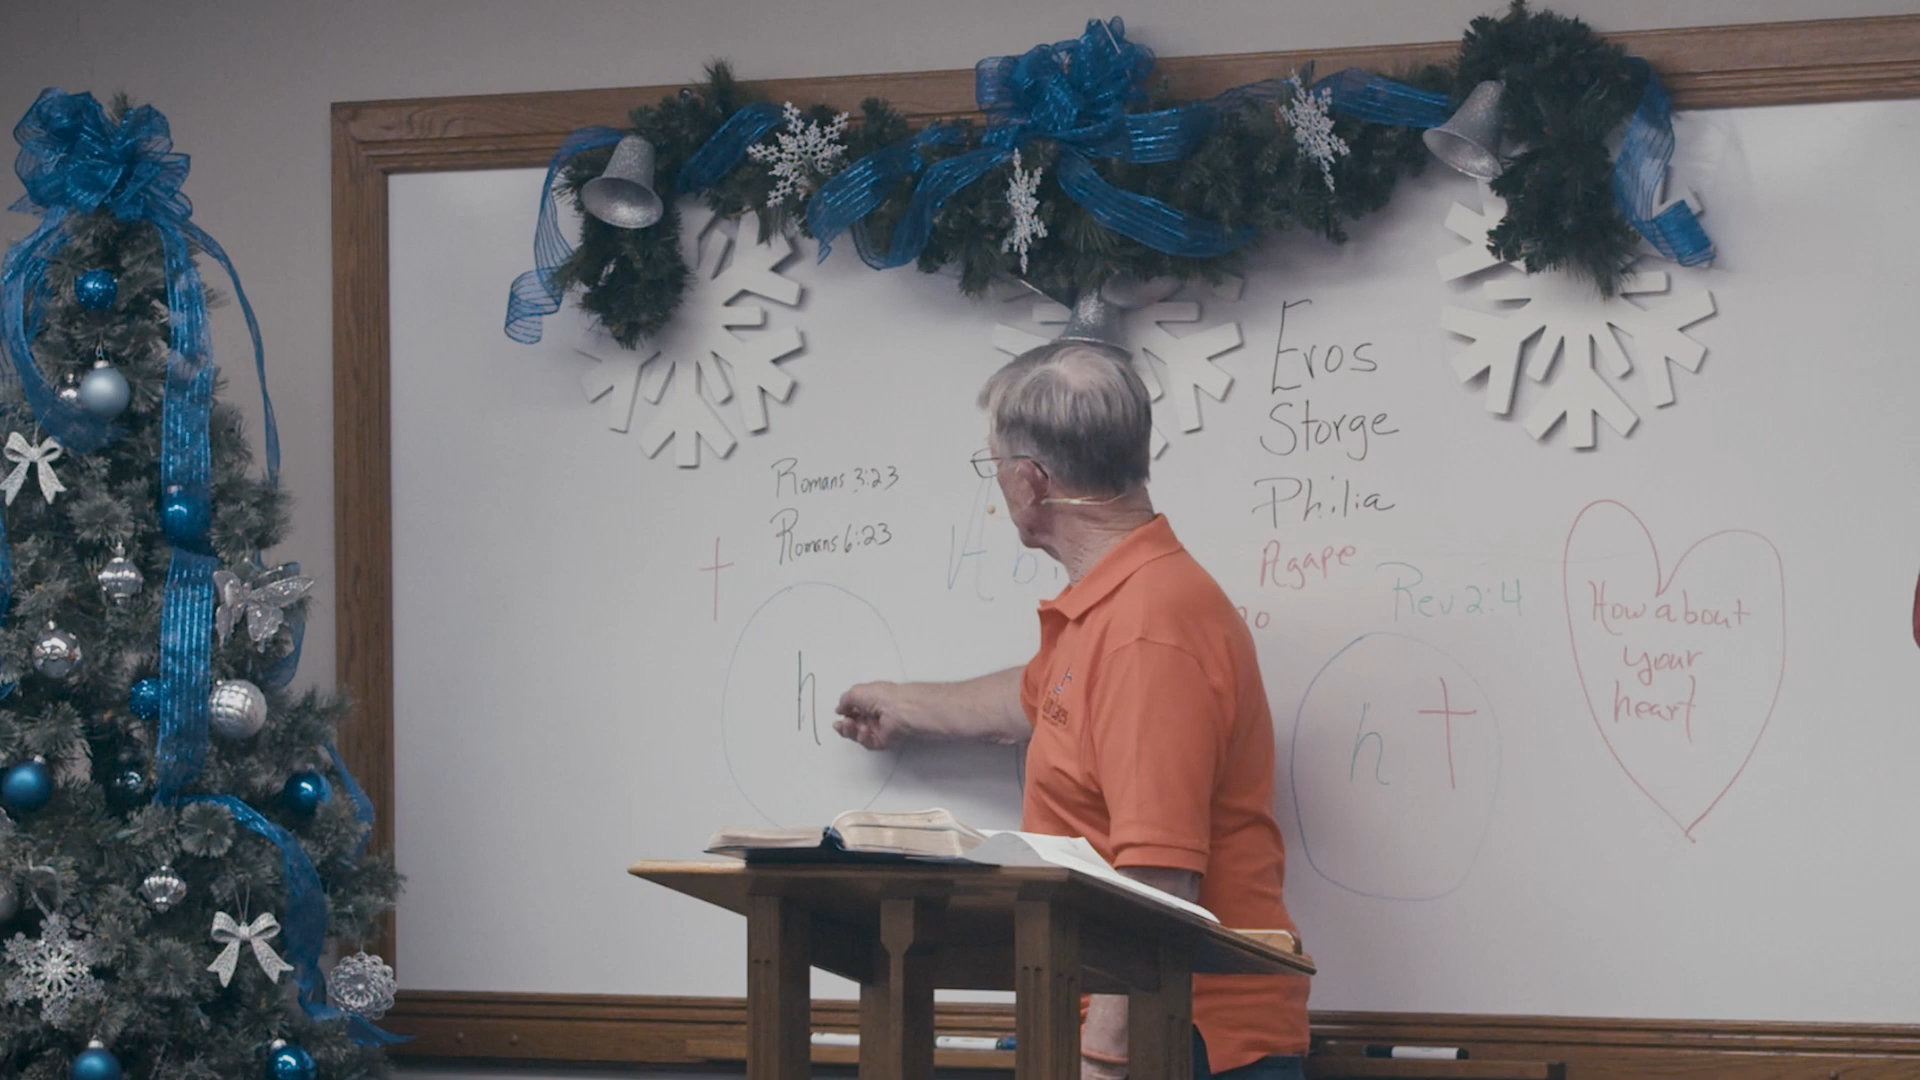 Eros
Storge
Philia
Agape
Romans 3:23
Romans 6:23
Rev 2:4
h
h
How about
your
heart